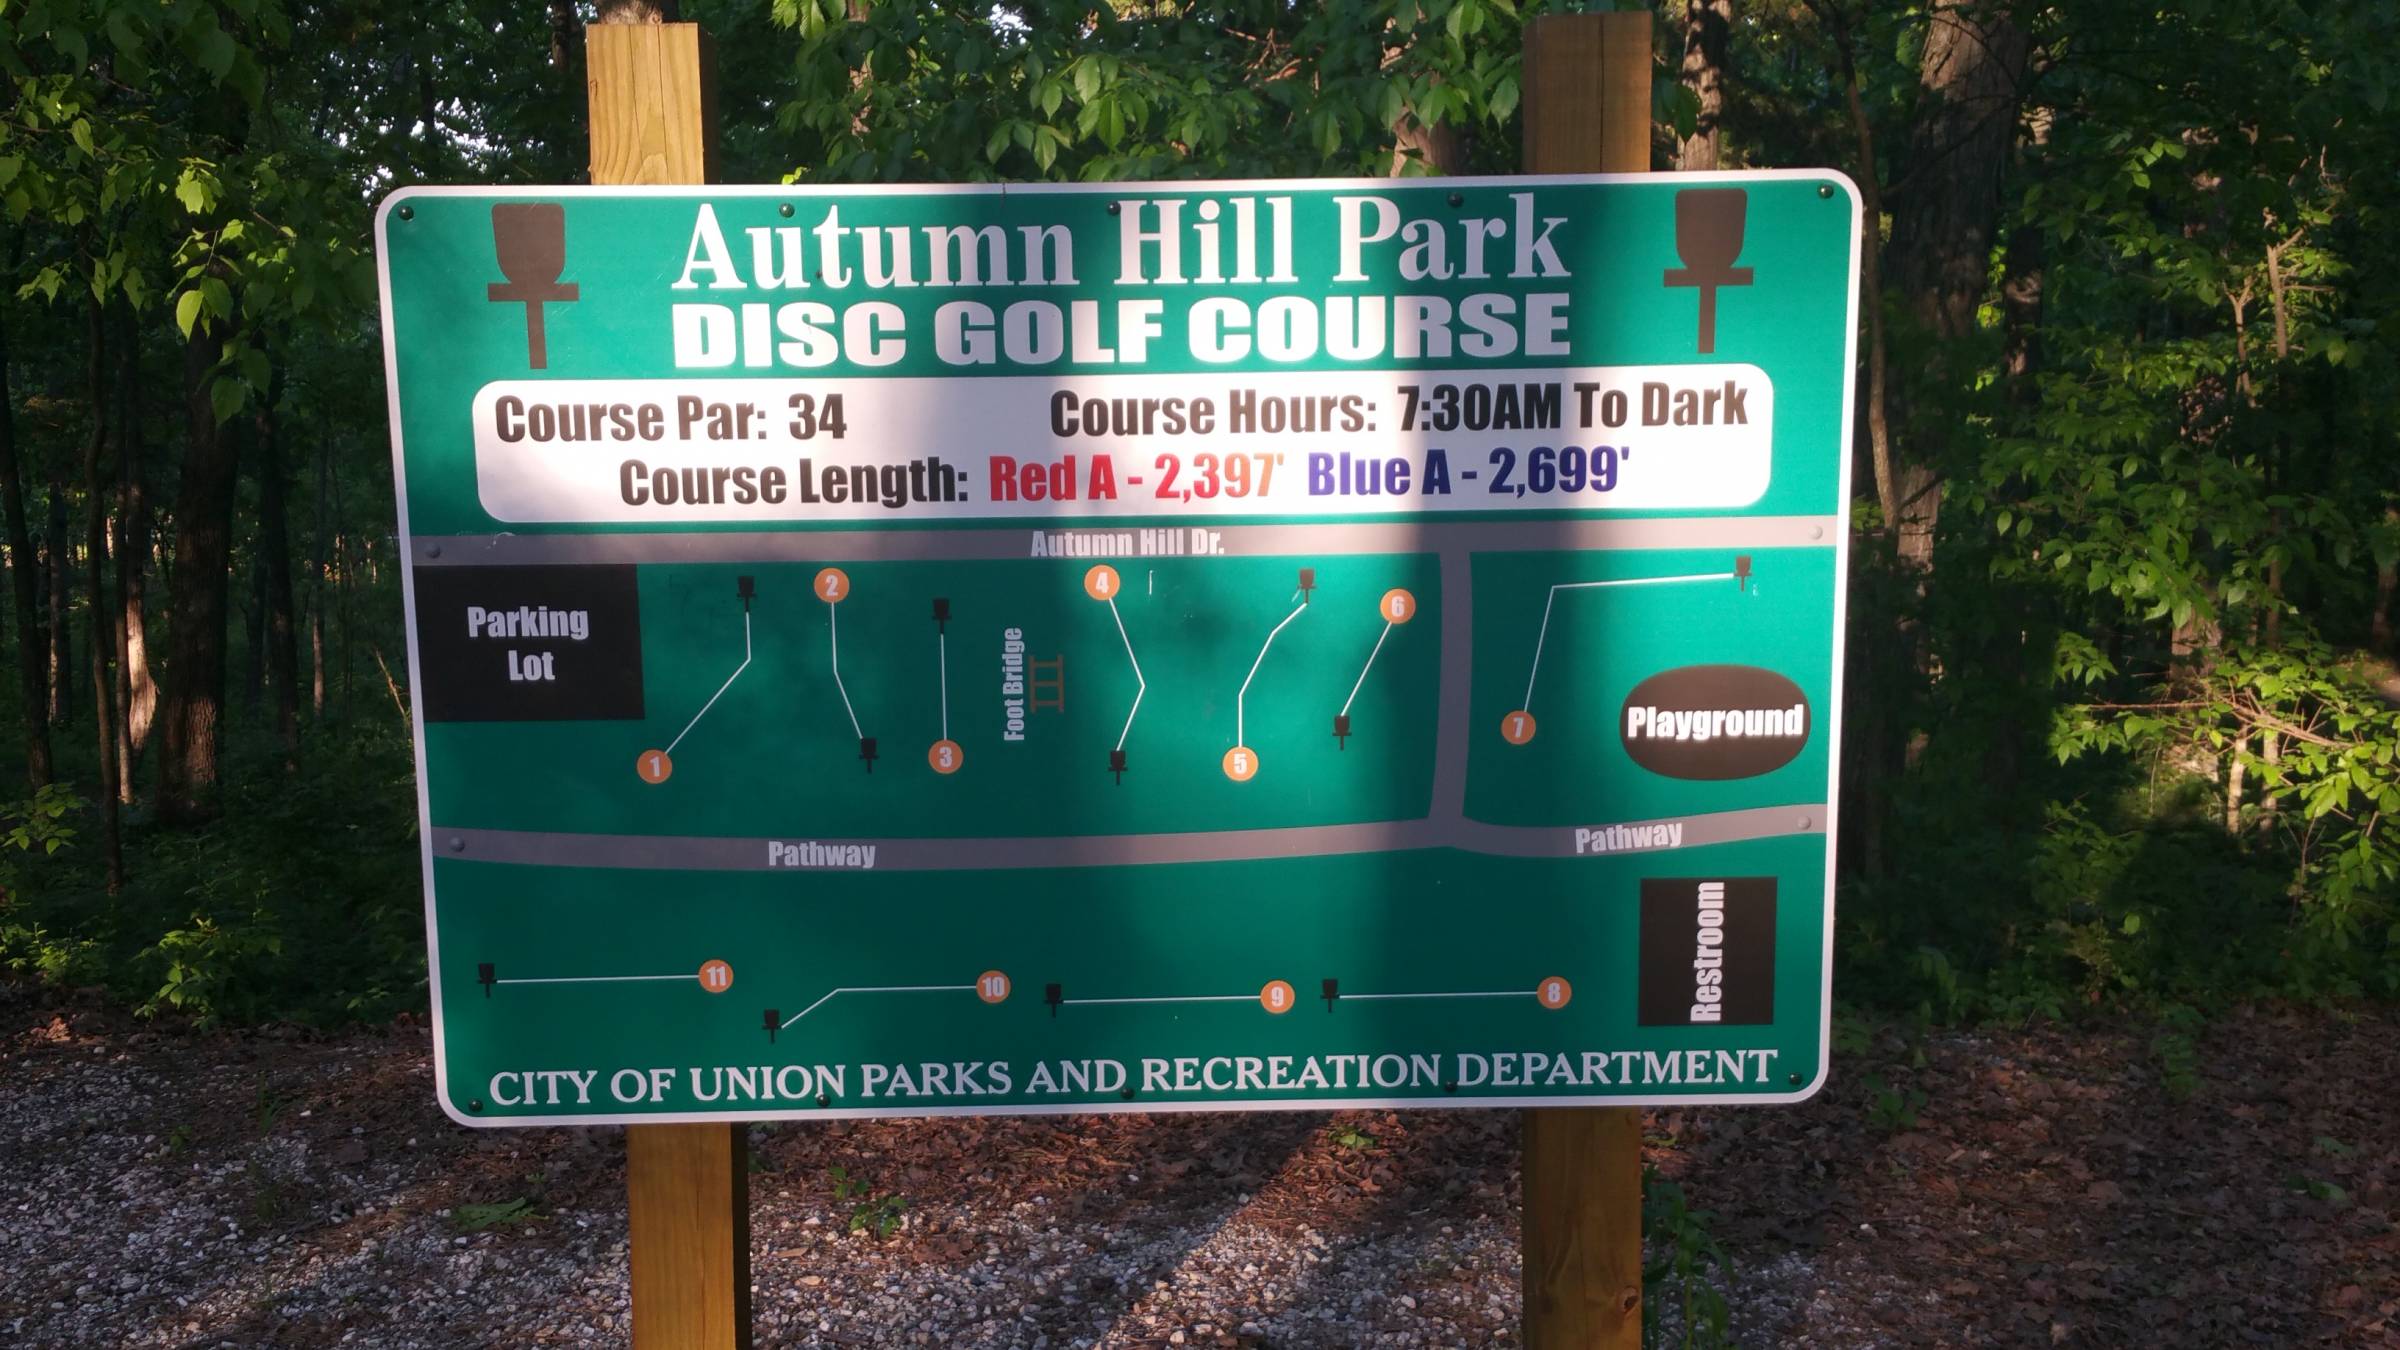 Autumn Hill Park
DISC GOLF COURSE
Course Par: 34 Course Hours: 7:30AM To Dark
Course Length: Red A - 2,397' Blue A - 2,699'
Autumn Hill Dr.
Parking
Lot
1
2
3
Foot Bridge
4
5
6
7
Playground
Pathway
Pathway
11
10
9
8
Restroom
CITY OF UNION PARKS AND RECREATION DEPARTMENT